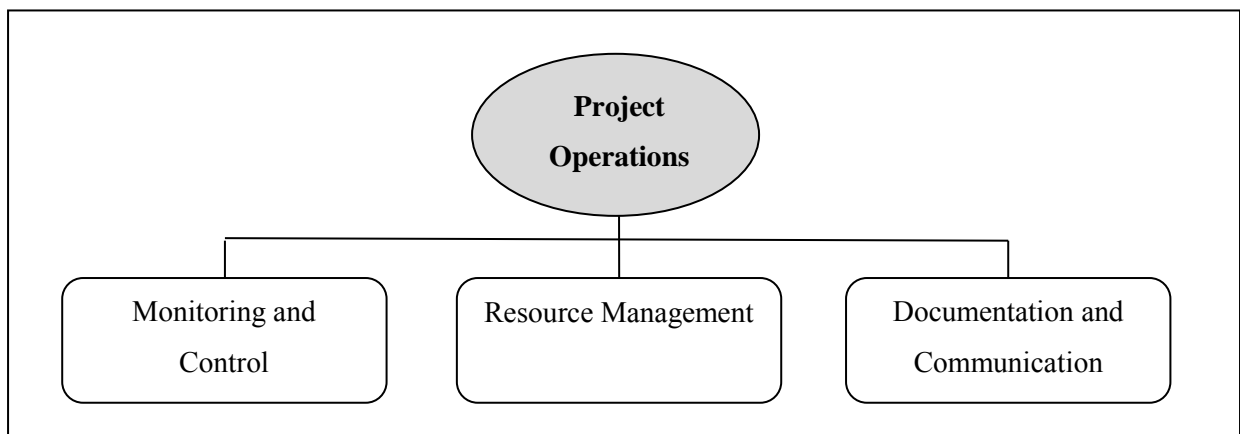 Project
Operations
Monitoring and
Control
Resource Management
Documentation and
Communication